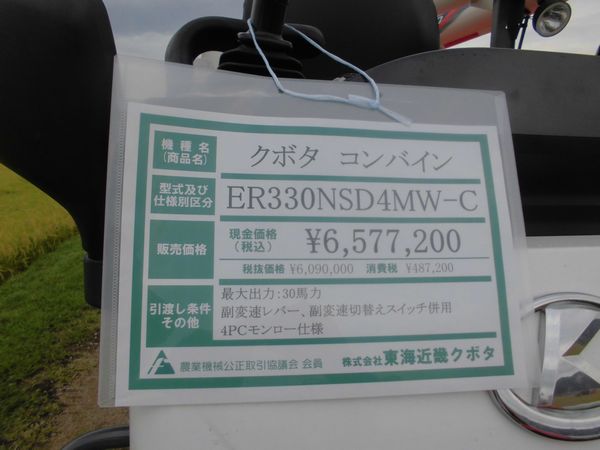 機種名
(商品名)
クボタ コンバイン
型式及び
仕様別区分
ER330NSD4MW-C
販売価格
現金価格
(税込)
¥6,577,200
税抜価格 ¥6,090,000 消費税 ¥487,200
引渡し条件
その他
最大出力:30馬力
副変速レバー、副変速切替えスイッチ併用
4PCモンロー仕様
農業機械公正取引協議会 会員
株式会社 東海近畿クボタ